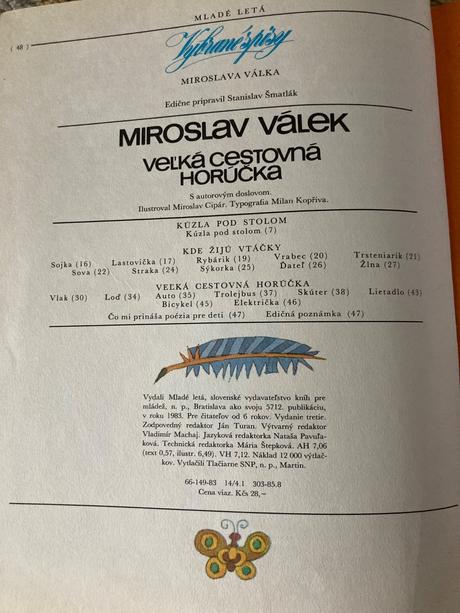 MLADÉ LETÁ
( 48 )
Vybrané spisy
MIROSLAVA VÁLKA
Edične pripravil Stanislav Šmatlák
MIROSLAV VÁLEK
VEĽKÁ CESTOVNÁ
HORÚČKA
S autorovým doslovom.
Ilustroval Miroslav Cipár. Typografia Milan Kopřiva.
KÚZLA POD STOLOM
Kúzla pod stolom (7)
KDE ŽIJÚ VTÁČKY
Sojka (16) Lastovička (17) Rybárik (19) Vrabec (20) Trsteniarik (21)
Sova (22) Straka (24) Sýkorka (25) Ďateľ (26) Žlna (27)
VEĽKÁ CESTOVNÁ HORÚČKA
Vlak (30) Loď (34) Auto (35) Trolejbus (37) Skúter (38) Lietadlo (43)
Bicykel (45) Električka (46)
Čo mi prináša poézia pre deti (47) Edičná poznámka (47)
Vydali Mladé letá, slovenské vydavateľstvo kníh pre
mládež, n. p., Bratislava ako svoju 5712. publikáciu,
v roku 1983. Pre čitateľov od 6 rokov. Vydanie tretie.
Zodpovedný redaktor Ján Turan. Výtvarný redaktor
Vladimír Machaj. Jazyková redaktorka Nataša Pavuľa-
ková. Technická redaktorka Mária Štepková. AH 7,06
(text 0,57, ilustr. 6,49). VH 7,12. Náklad 12 000 výtlač-
kov. Vytlačili Tlačiarne SNP, n. p., Martin.
66-149-83 14/4.1 303-85.8
Cena viaz. Kčs 28,–